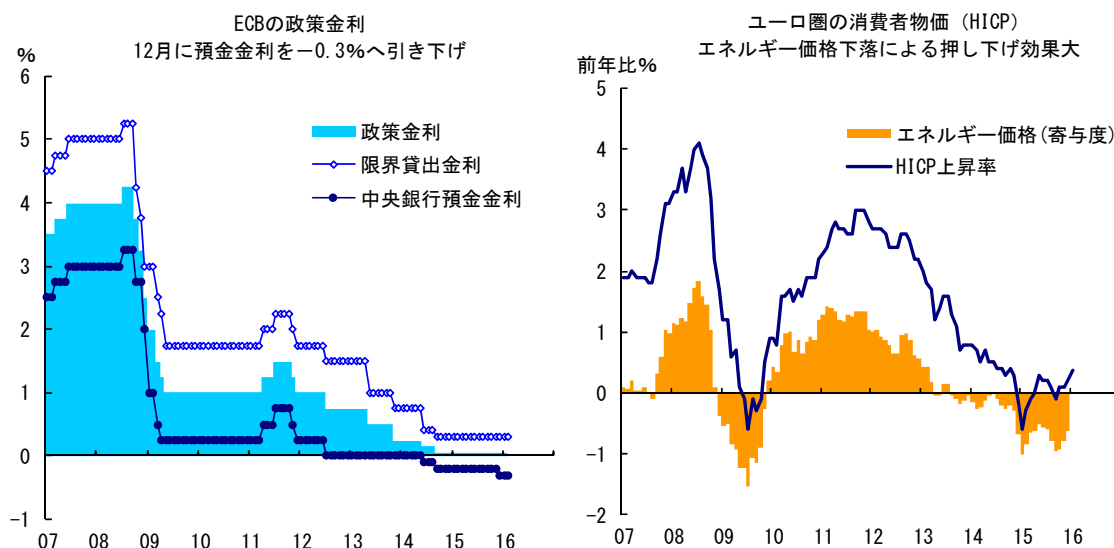 ECBの政策金利
12月に預金金利を－0.3％へ引き下げ
%
6
5
4
3
2
1
0
−1
07 08 09 10 11 12 13 14 15 16
政策金利
限界貸出金利
中央銀行預金金利
ユーロ圏の消費者物価（HICP）
エネルギー価格下落による押し下げ効果大
前年比%
5
4
3
2
1
0
−1
−2
07 08 09 10 11 12 13 14 15 16
エネルギー価格(寄与度)
HICP上昇率